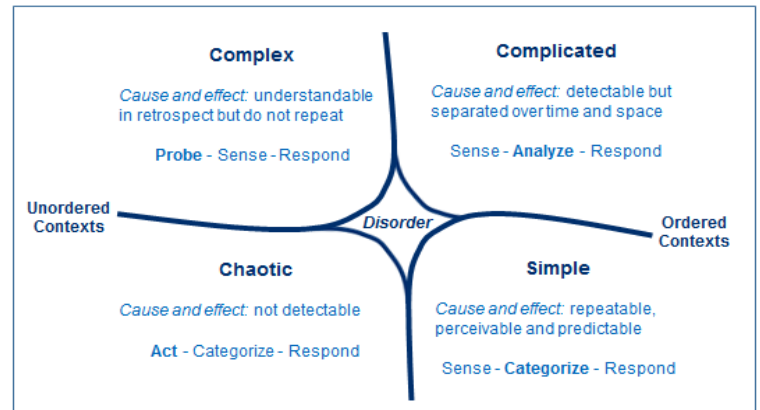 Complex
Cause and effect: understandable
in retrospect but do not repeat
Probe - Sense - Respond
Complicated
Cause and effect: detectable but
separated over time and space
Sense - Analyze - Respond
Unordered
Contexts
Disorder
Ordered
Contexts
Chaotic
Cause and effect: not detectable
Act - Categorize - Respond
Simple
Cause and effect: repeatable,
perceivable and predictable
Sense - Categorize - Respond